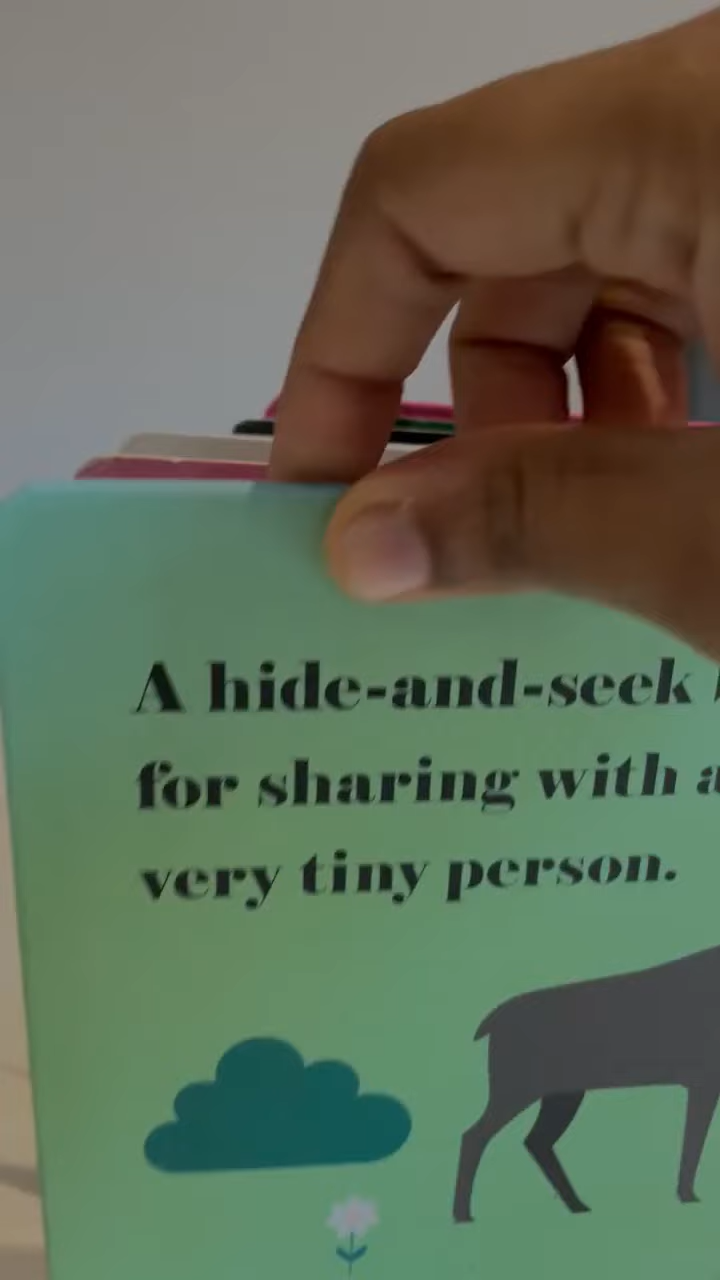 A hide-and-seek
for sharing with a
very tiny person.